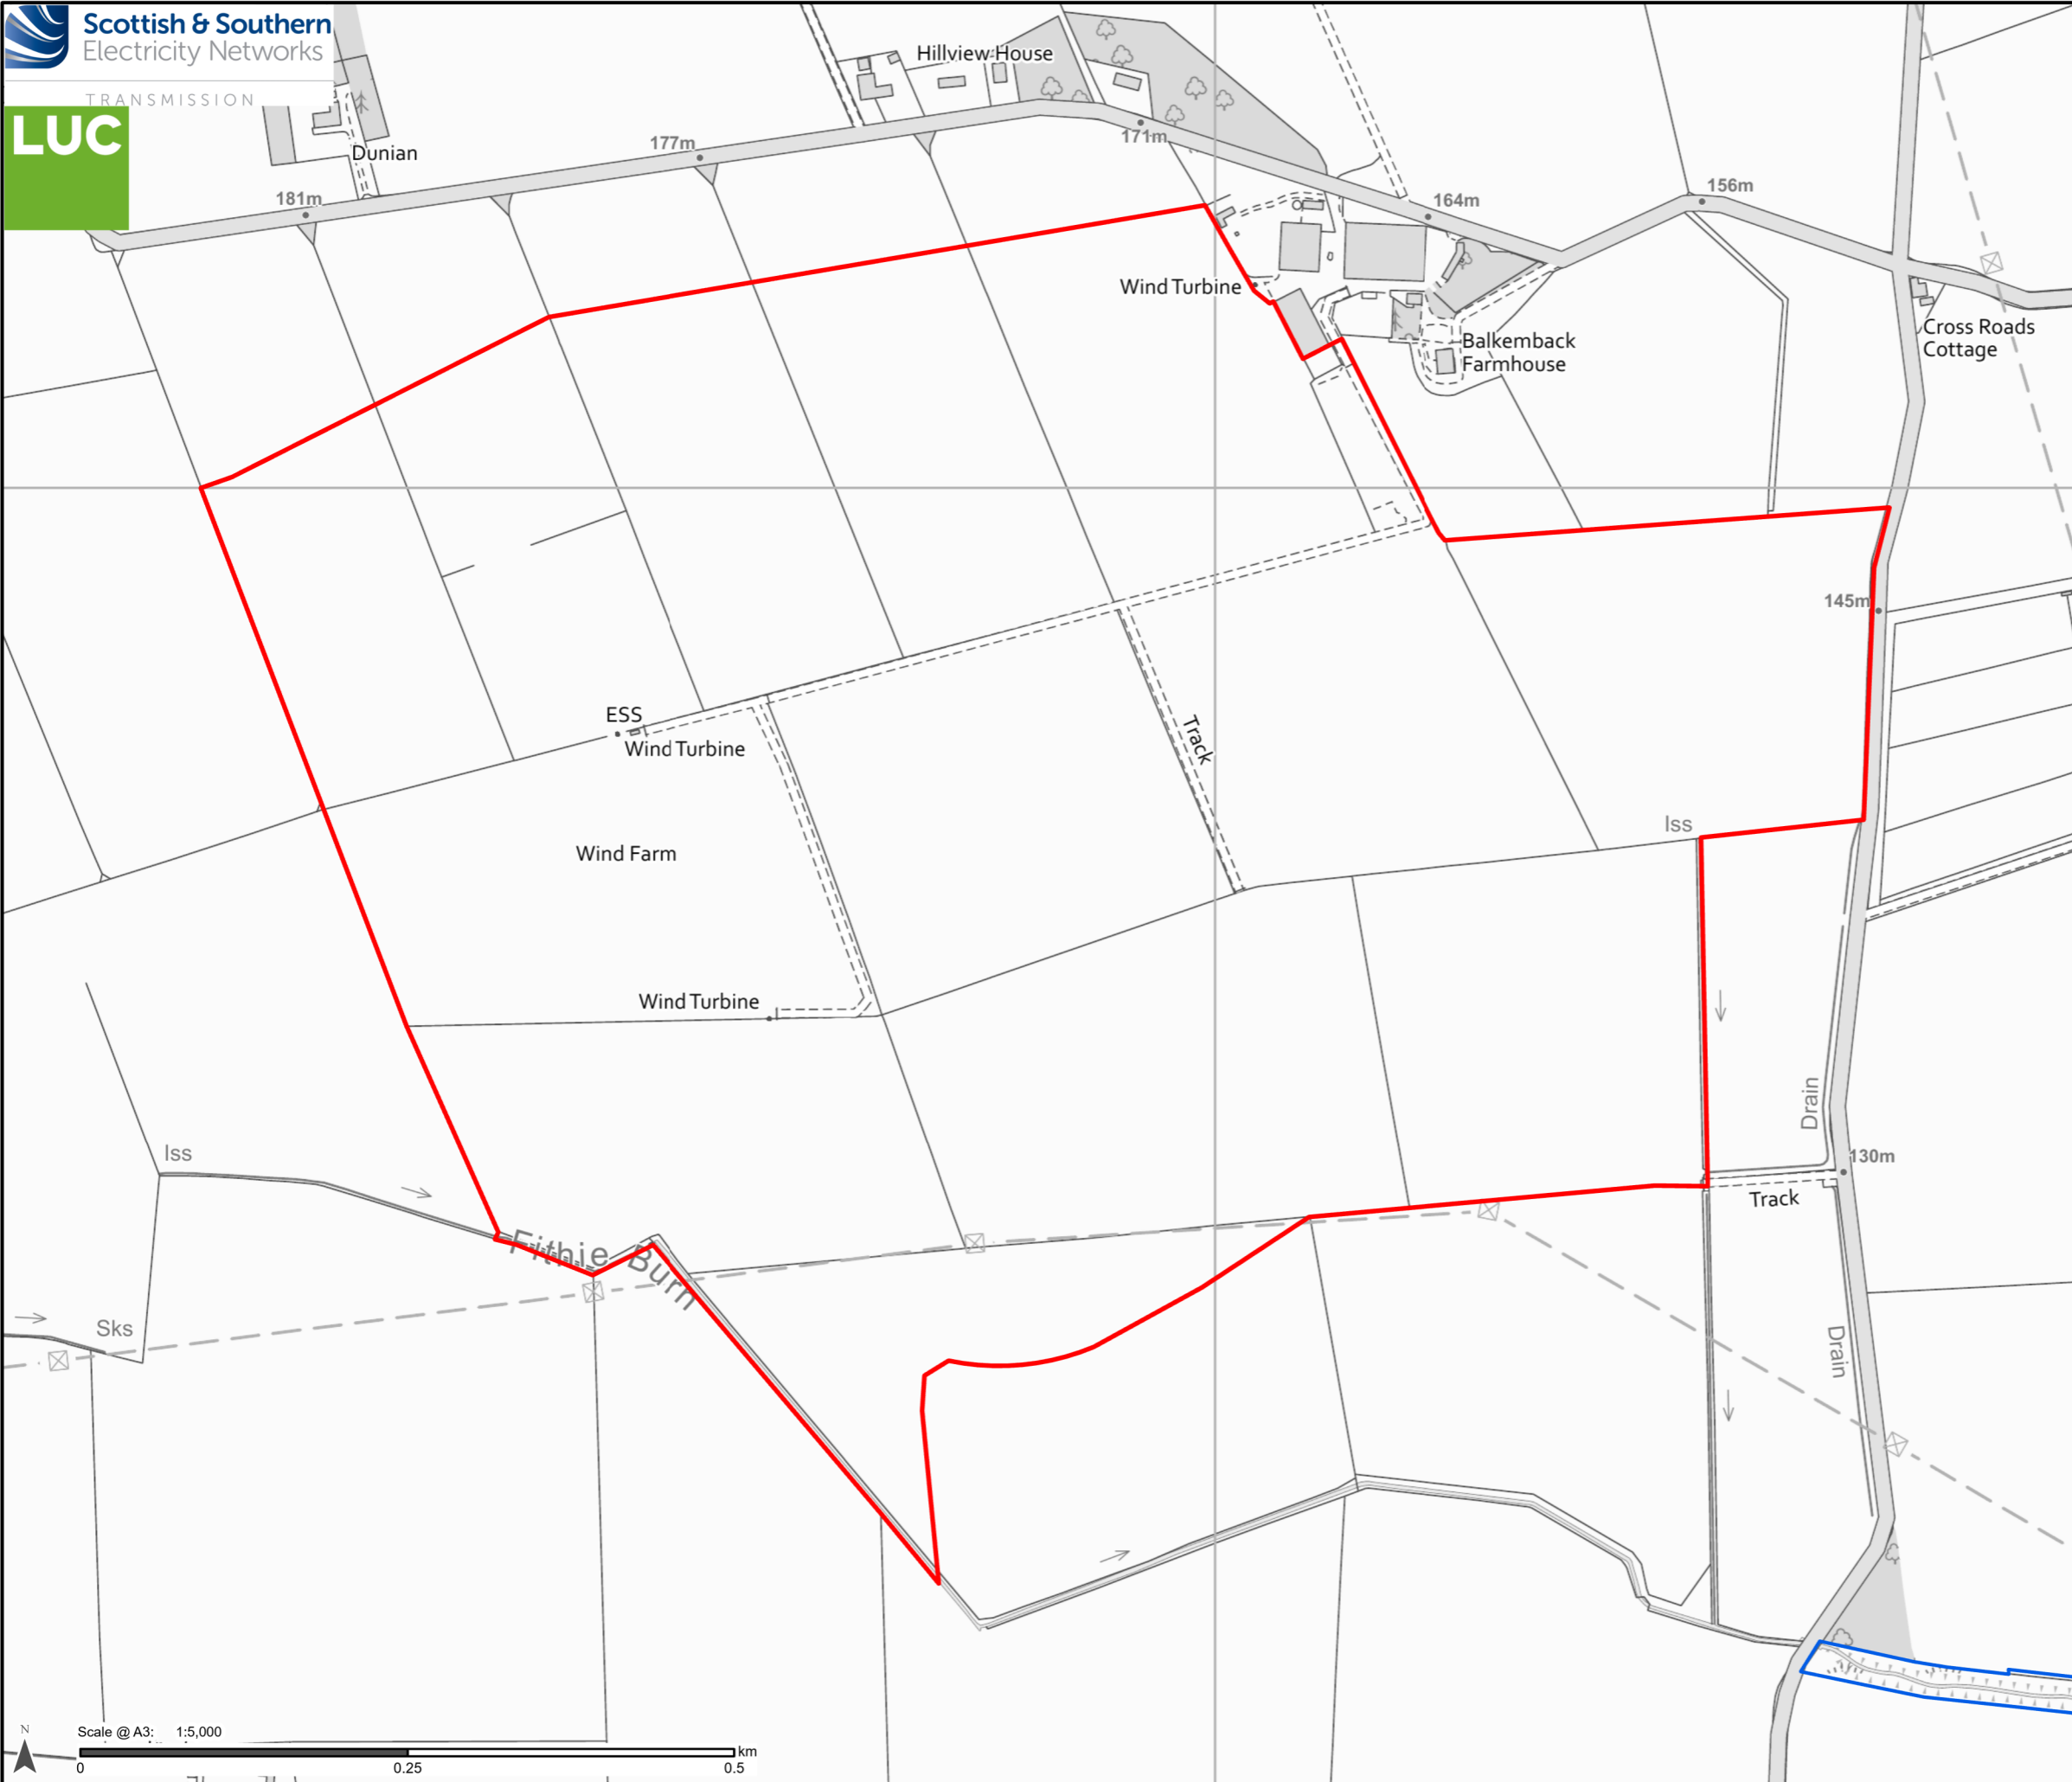 Scottish & Southern
Electricity Networks
TRANSMISSION
LUC
Hillview House
Dunian
177m
171m
181m
164m
156m
Wind Turbine
Balkemback
Farmhouse
Cross Roads
Cottage
145m
ESS
Wind Turbine
Track
Iss
Wind Farm
Wind Turbine
Drain
Iss
130m
Track
Fithie Burn
Sks
Drain
N
Scale @ A3: 1:5,000
km
0
0.25
0.5